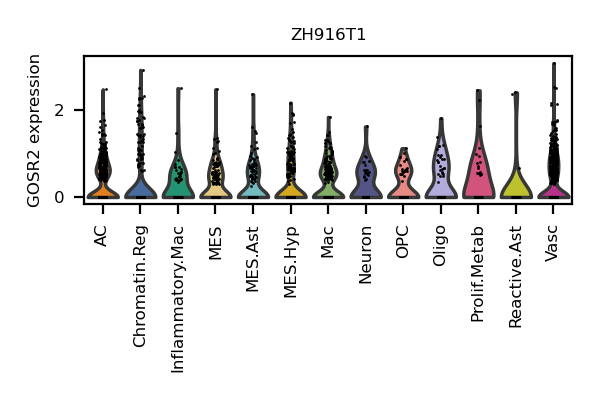 ZH916T1
GOSR2 expression
2
0
AC
Chromatin.Reg
Inflammatory.Mac
MES
MES.Ast
MES.Hyp
Mac
Neuron
OPC
Oligo
Prolif.Metab
Reactive.Ast
Vasc